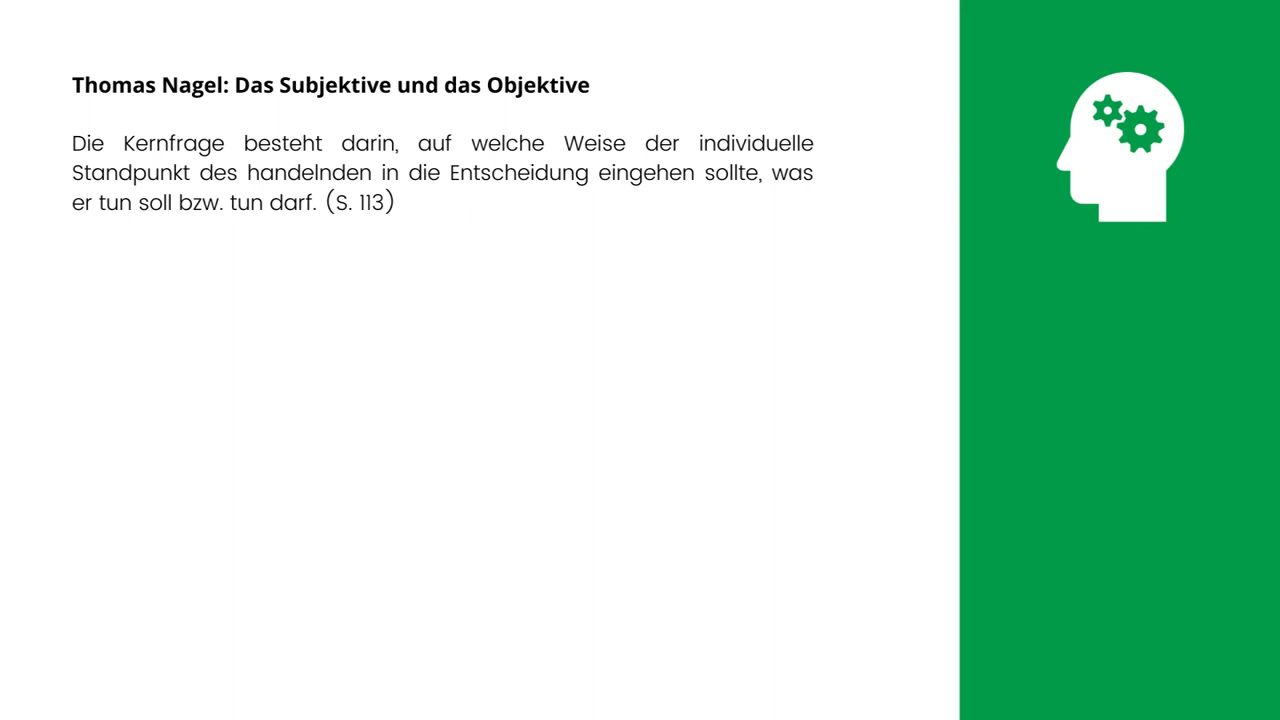 Thomas Nagel: Das Subjektive und das Objektive
Die Kernfrage besteht darin, auf welche Weise der individuelle
Standpunkt des handelnden in die Entscheidung eingehen sollte, was
er tun soll bzw. tun darf. (S. 113)